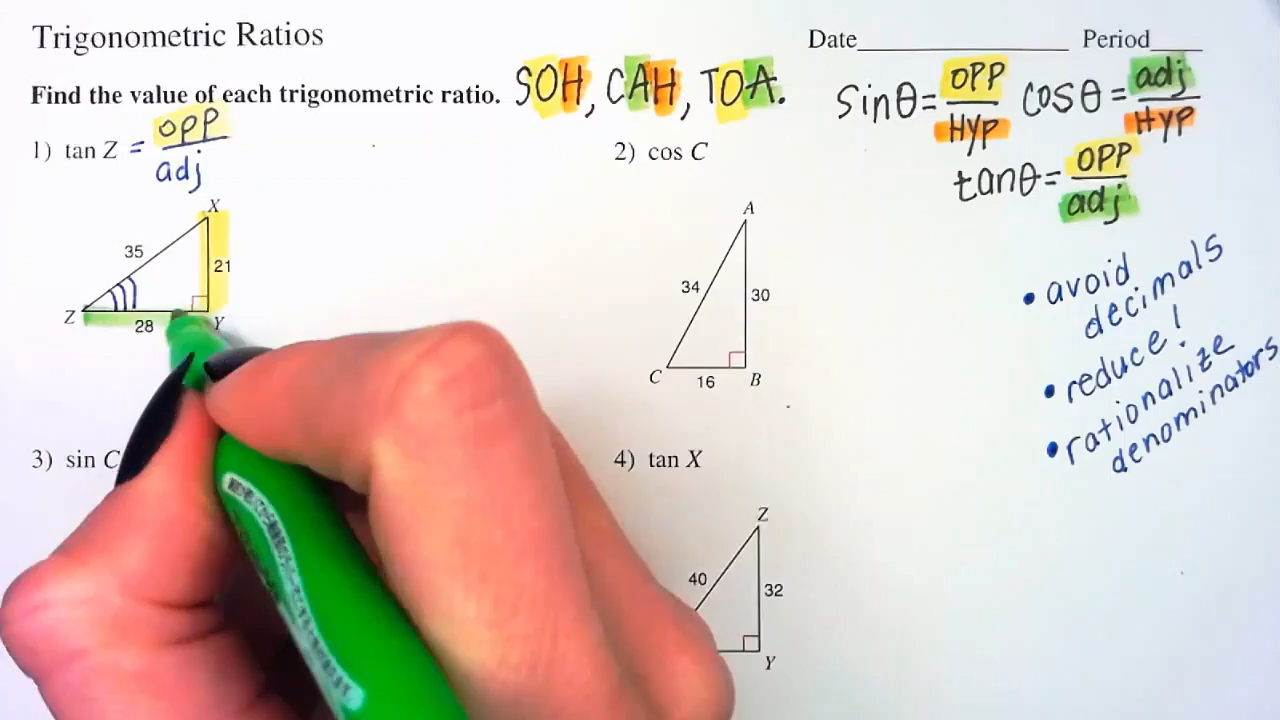 Trigonometric Ratios
Date____________ Period____
Find the value of each trigonometric ratio. SOH, CAH, TOA.
sinθ = OPP/HYP cosθ = adj/HYP
tanθ = OPP/adj
1) tan Z = OPP/adj
2) cos C
X
35
21
Z
28
Y
A
34
30
C
16
B
• avoid
decimals
• reduce!
• rationalize
denominators
3) sin C
4) tan X
Z
40
32
Y